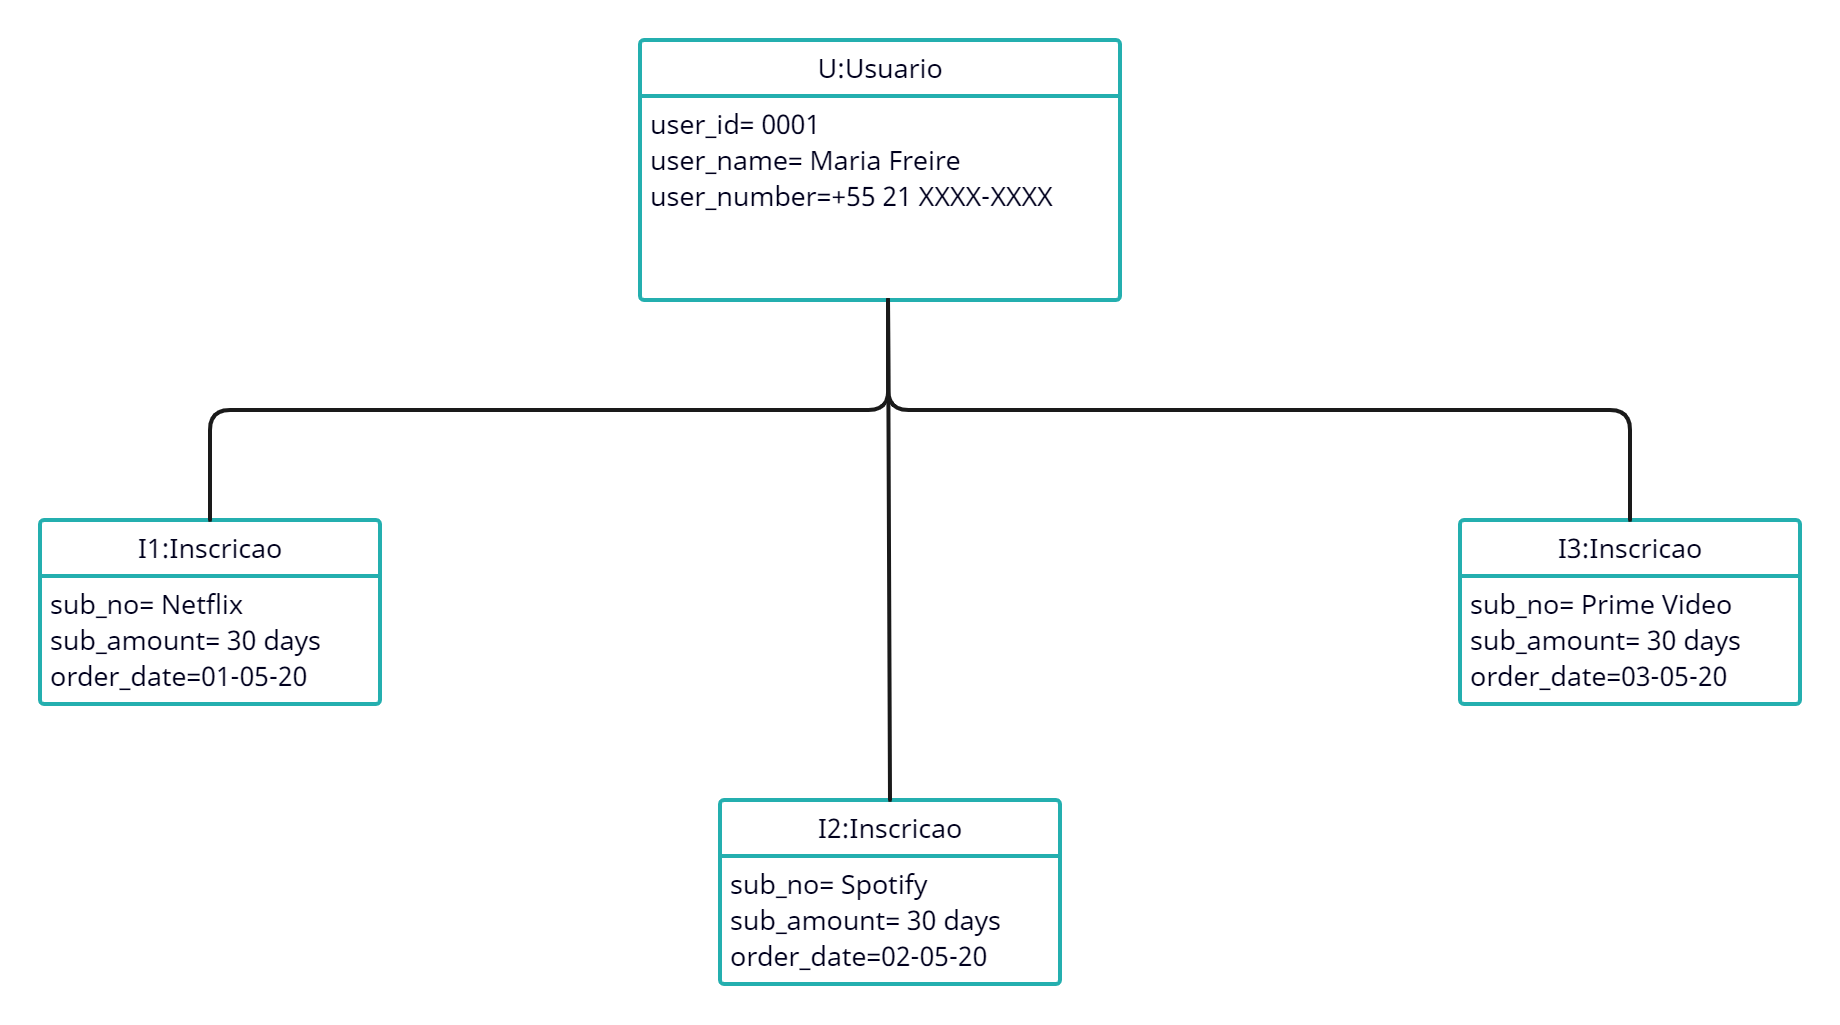 U:Usuario
user_id= 0001
user_name= Maria Freire
user_number=+55 21 XXXX-XXXX
I1:Inscricao
sub_no= Netflix
sub_amount= 30 days
order_date=01-05-20
I3:Inscricao
sub_no= Prime Video
sub_amount= 30 days
order_date=03-05-20
I2:Inscricao
sub_no= Spotify
sub_amount= 30 days
order_date=02-05-20